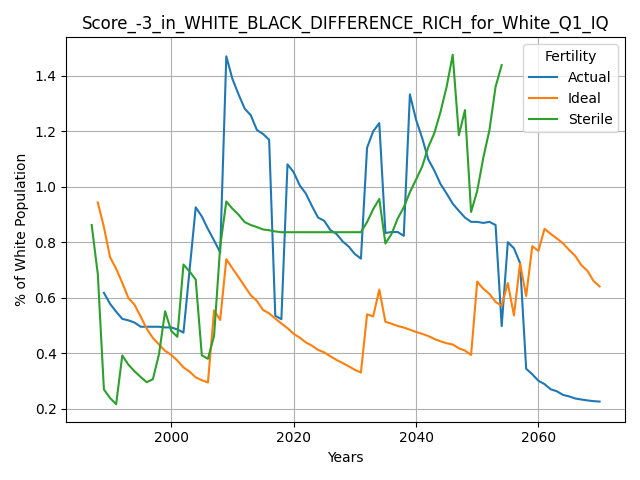 Score_-3_in_WHITE_BLACK_DIFFERENCE_RICH_for_White_Q1_IQ
Fertility
Actual
Ideal
Sterile
% of White Population
1.4
1.2
1.0
0.8
0.6
0.4
0.2
2000
2020
2040
2060
Years